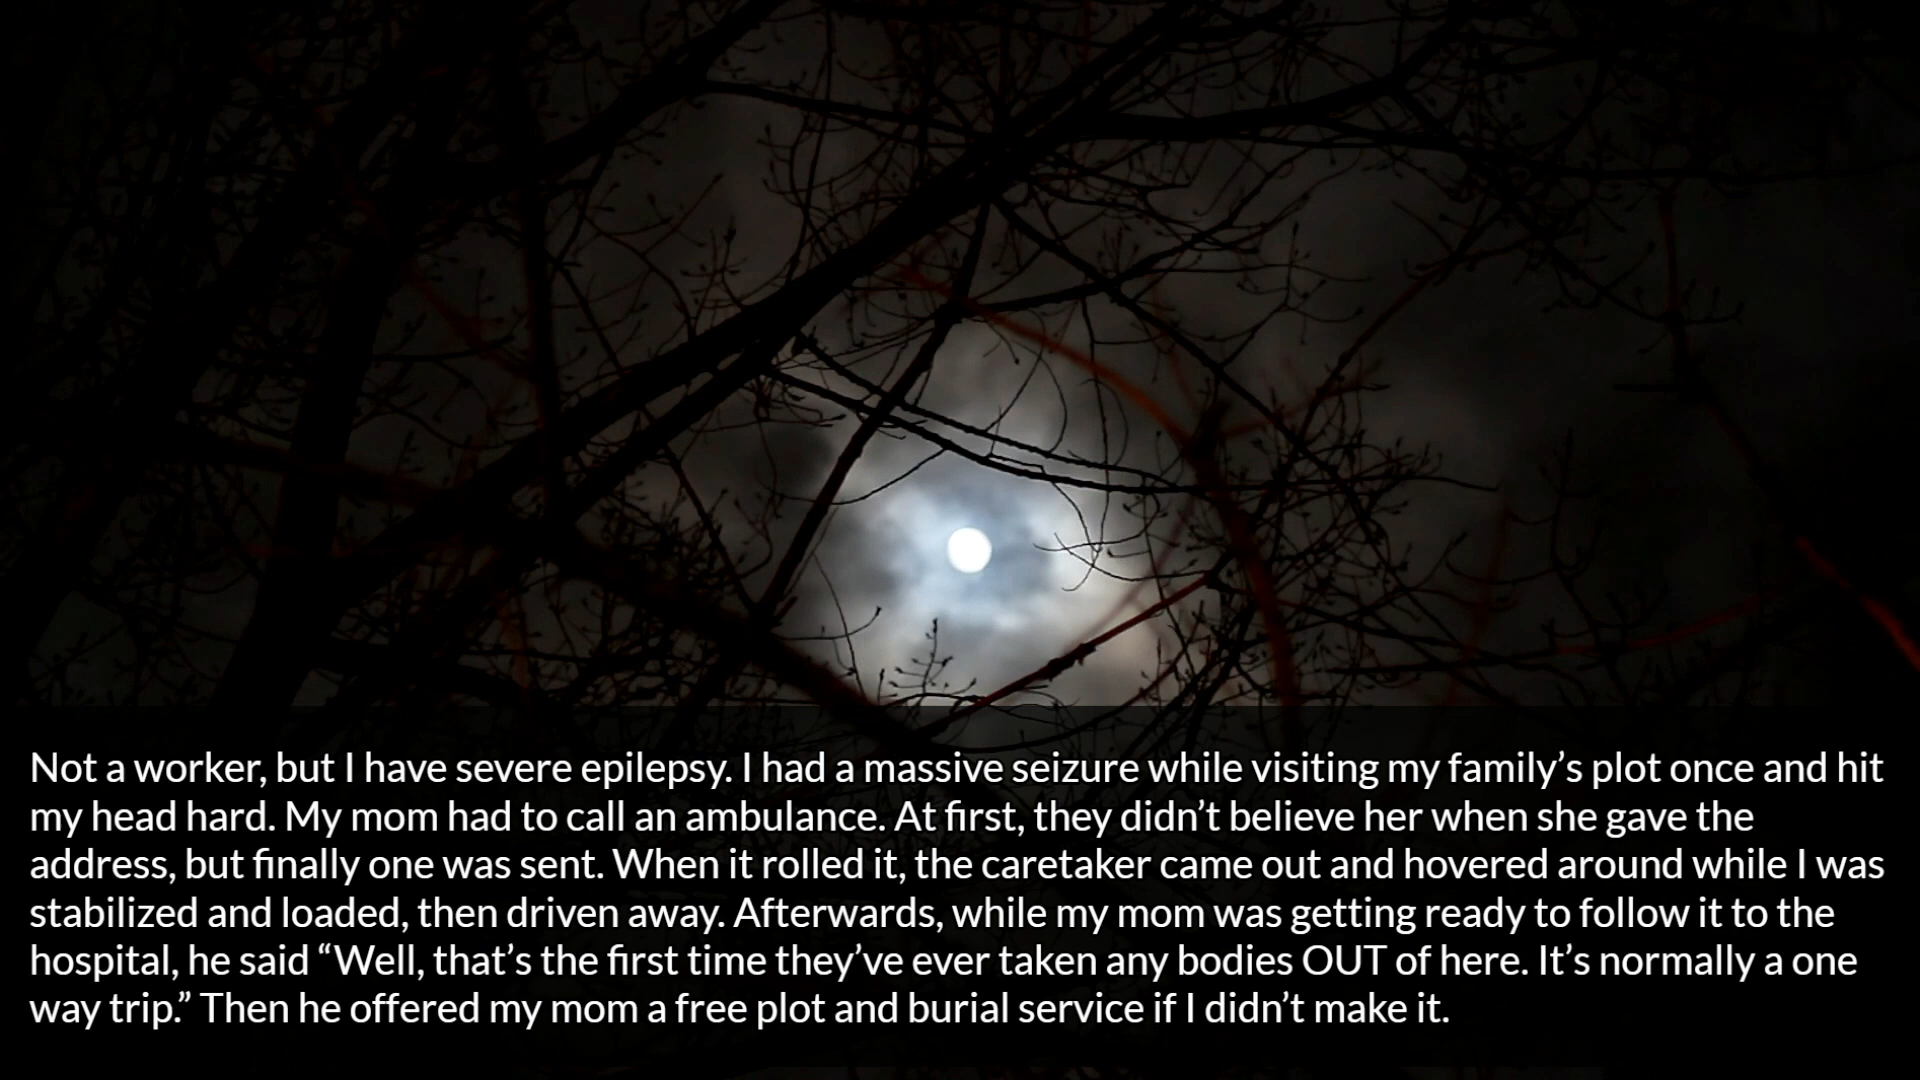 Not a worker, but I have severe epilepsy. I had a massive seizure while visiting my family’s plot once and hit
my head hard. My mom had to call an ambulance. At first, they didn’t believe her when she gave the
address, but finally one was sent. When it rolled it, the caretaker came out and hovered around while I was
stabilized and loaded, then driven away. Afterwards, while my mom was getting ready to follow it to the
hospital, he said “Well, that’s the first time they’ve ever taken any bodies OUT of here. It’s normally a one
way trip.” Then he offered my mom a free plot and burial service if I didn’t make it.